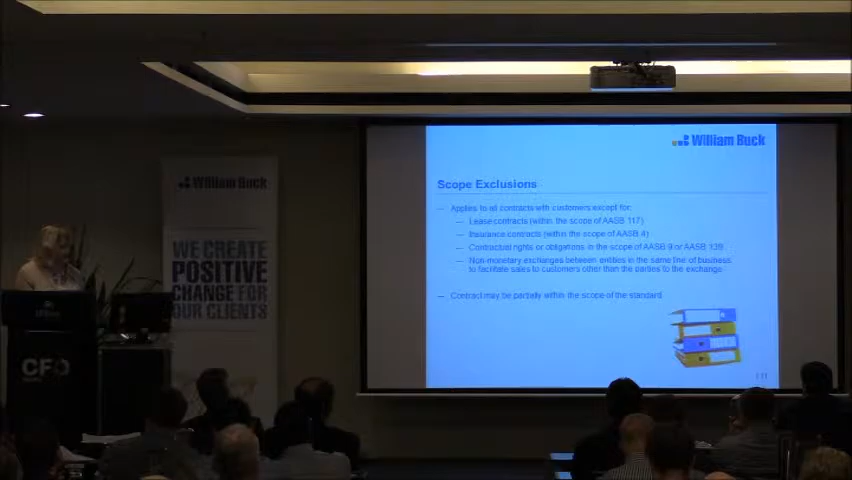 William Buck
Scope Exclusions
– Applies to all contracts with customers except for:
– Lease contracts (within the scope of AASB 117)
– Insurance contracts (within the scope of AASB 4)
– Contractual rights or obligations in the scope of AASB 9 or AASB 139
– Non-monetary exchanges between entities in the same line of business
to facilitate sales to customers other than the parties to the exchange.
– Contract may be partially within the scope of the standard
William Buck
WE CREATE
POSITIVE
CHANGE FOR
OUR CLIENTS
CFO